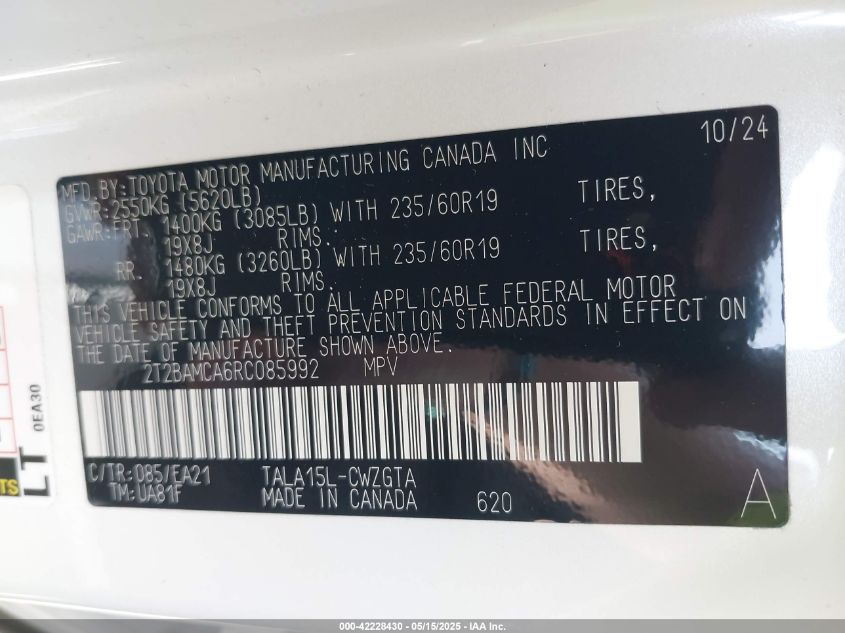 10/24
MFD. BY: TOYOTA MOTOR MANUFACTURING CANADA INC
GVWR: 2550KG (5620LB)
GAWR: FRT. 1400KG (3085LB) WITH 235/60R19 TIRES,
19X8J RIMS.
RR. 1480KG (3260LB) WITH 235/60R19 TIRES,
19X8J RIMS.
THIS VEHICLE CONFORMS TO ALL APPLICABLE FEDERAL MOTOR
VEHICLE SAFETY AND THEFT PREVENTION STANDARDS IN EFFECT ON
THE DATE OF MANUFACTURE SHOWN ABOVE.
2T2BAMCA6RC085992 MPV
C/TR: 085/EA21 TALA15L-CWZGTA
TM: UA81F MADE IN CANADA 620
A
LT
0EA30
TS
000-42228430 - 05/15/2025 - IAA Inc.